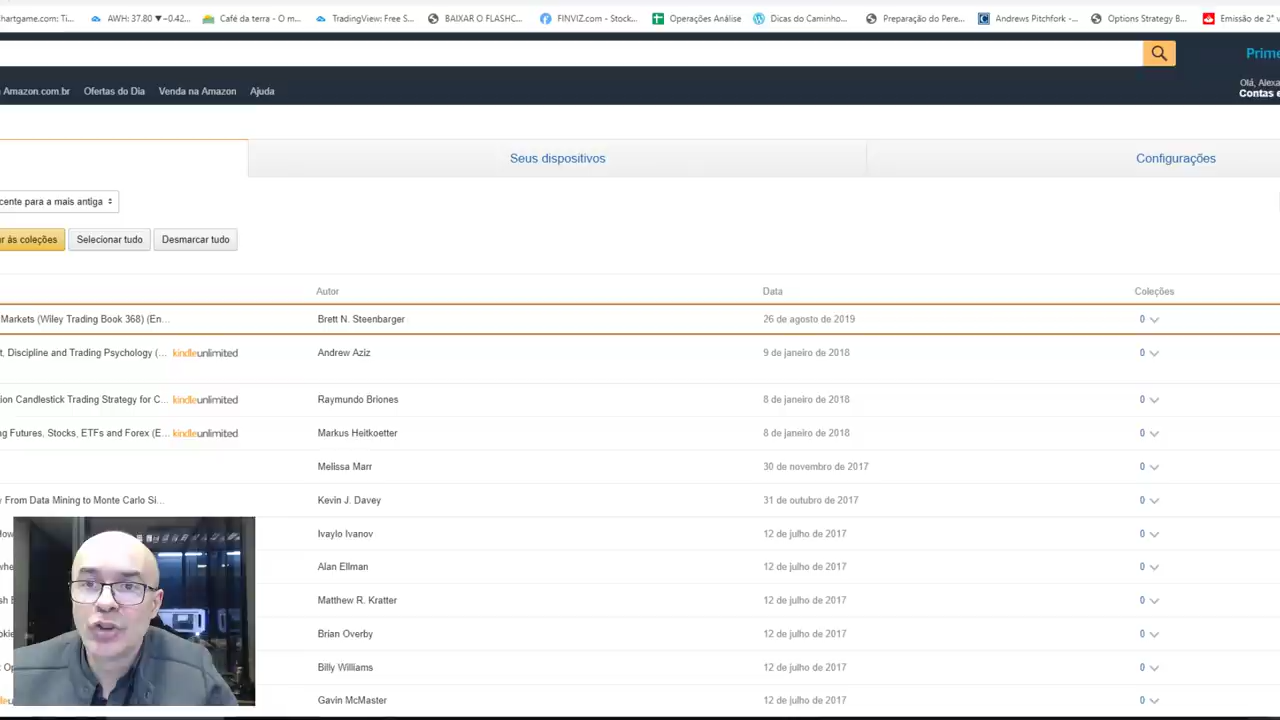 hartgame.com: Ti...
AWH: 37.80 ▼−0.42...
Café da terra - O m...
TradingView: Free S...
BAIXAR O FLASHC...
FINVIZ.com - Stock...
Operações Análise
Dicas do Caminho...
Preparação do Pere...
Andrews Pitchfork -...
Options Strategy B...
Emissão de 2ª v
Prime
Amazon.com.br
Ofertas do Dia
Venda na Amazon
Ajuda
Olá, Alexa
Contas e
Seus dispositivos
Configurações
cente para a mais antiga
r às coleções
Selecionar tudo
Desmarcar tudo
Autor Data Coleções
Markets (Wiley Trading Book 368) (En... Brett N. Steenbarger 26 de agosto de 2019 0
t, Discipline and Trading Psychology (... kindleunlimited Andrew Aziz 9 de janeiro de 2018 0
ion Candlestick Trading Strategy for C... kindleunlimited Raymundo Briones 8 de janeiro de 2018 0
ng Futures, Stocks, ETFs and Forex (E... kindleunlimited Markus Heitkoetter 8 de janeiro de 2018 0
Melissa Marr 30 de novembro de 2017 0
y From Data Mining to Monte Carlo Si... Kevin J. Davey 31 de outubro de 2017 0
Ivaylo Ivanov 12 de julho de 2017 0
Alan Ellman 12 de julho de 2017 0
Matthew R. Kratter 12 de julho de 2017 0
Brian Overby 12 de julho de 2017 0
Billy Williams 12 de julho de 2017 0
Gavin McMaster 12 de julho de 2017 0